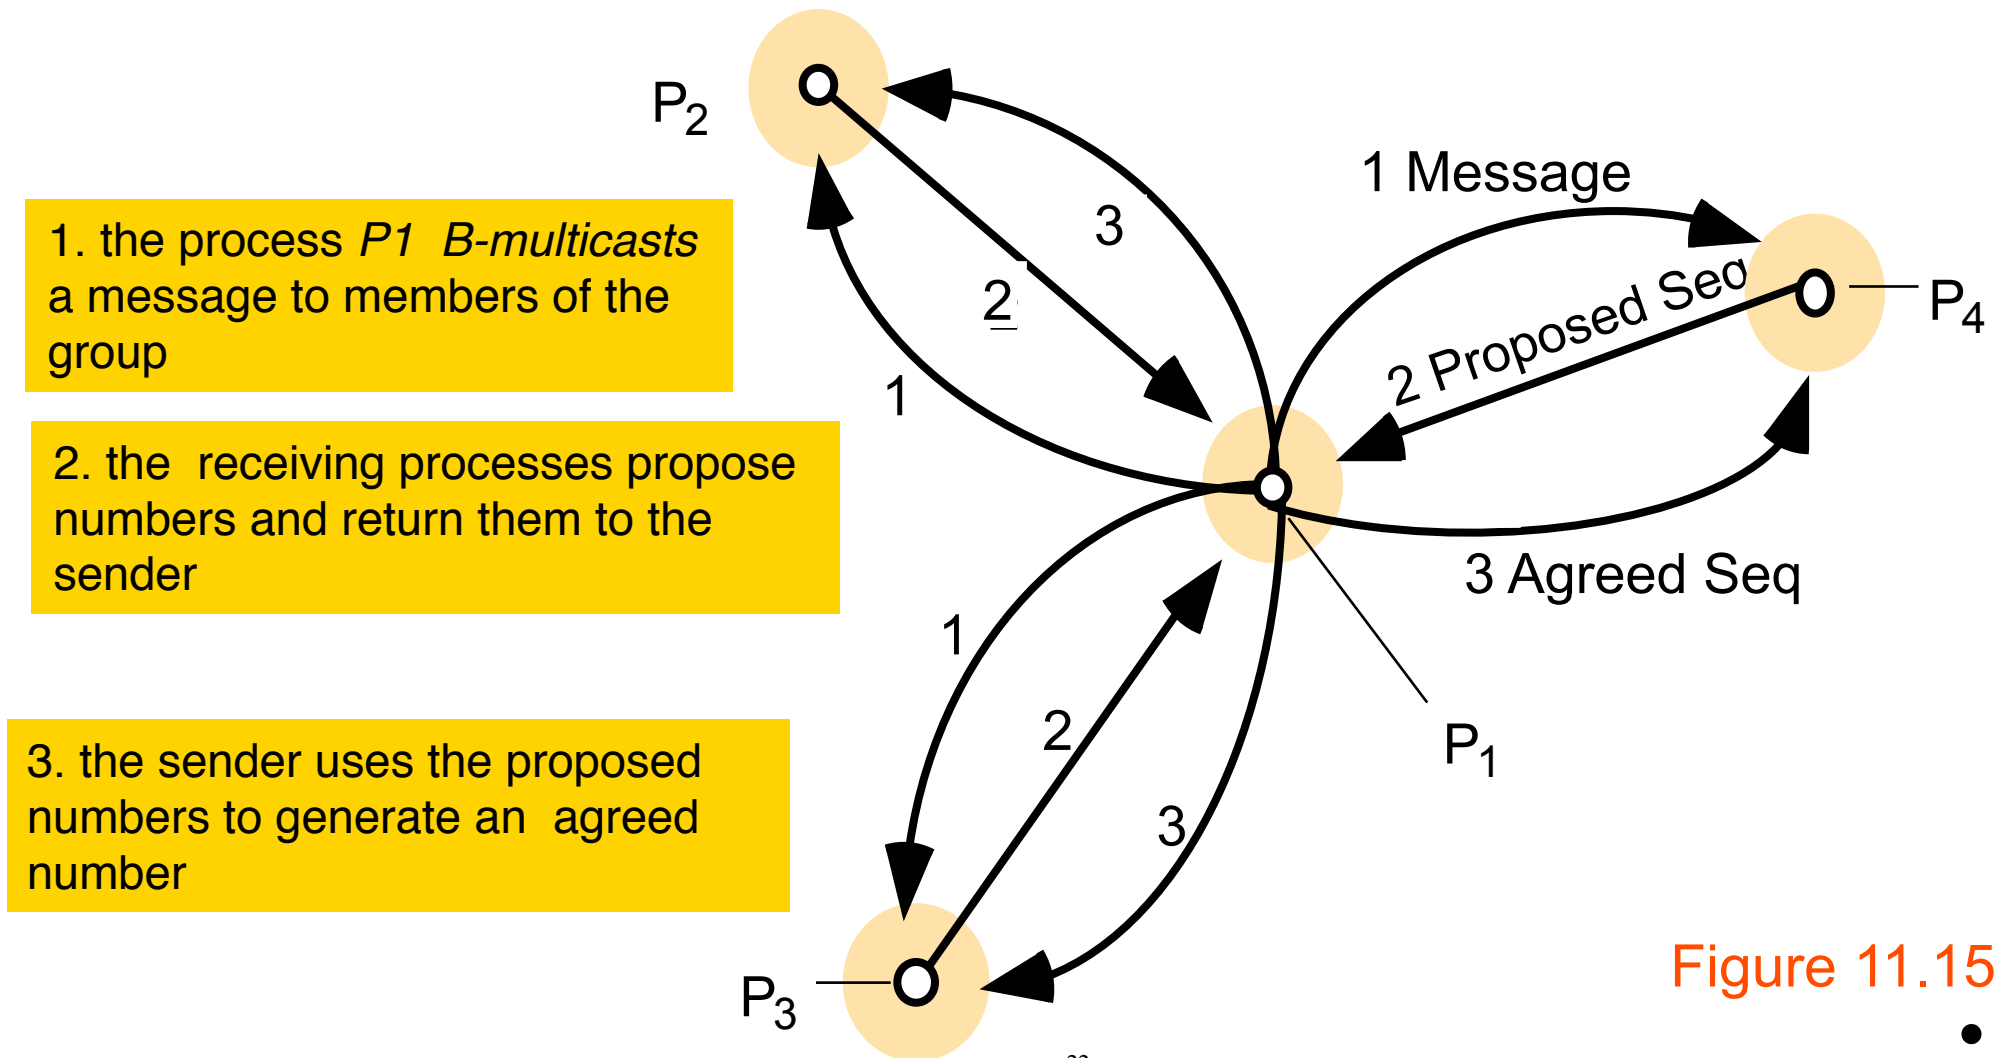 P2
3
1 Message
1. the process P1 B-multicasts
a message to members of the
group
2
2 Proposed Seq
P4
1
2. the receiving processes propose
numbers and return them to the
sender
3 Agreed Seq
1
2
P1
3. the sender uses the proposed
numbers to generate an agreed
number
3
Figure 11.15
P3